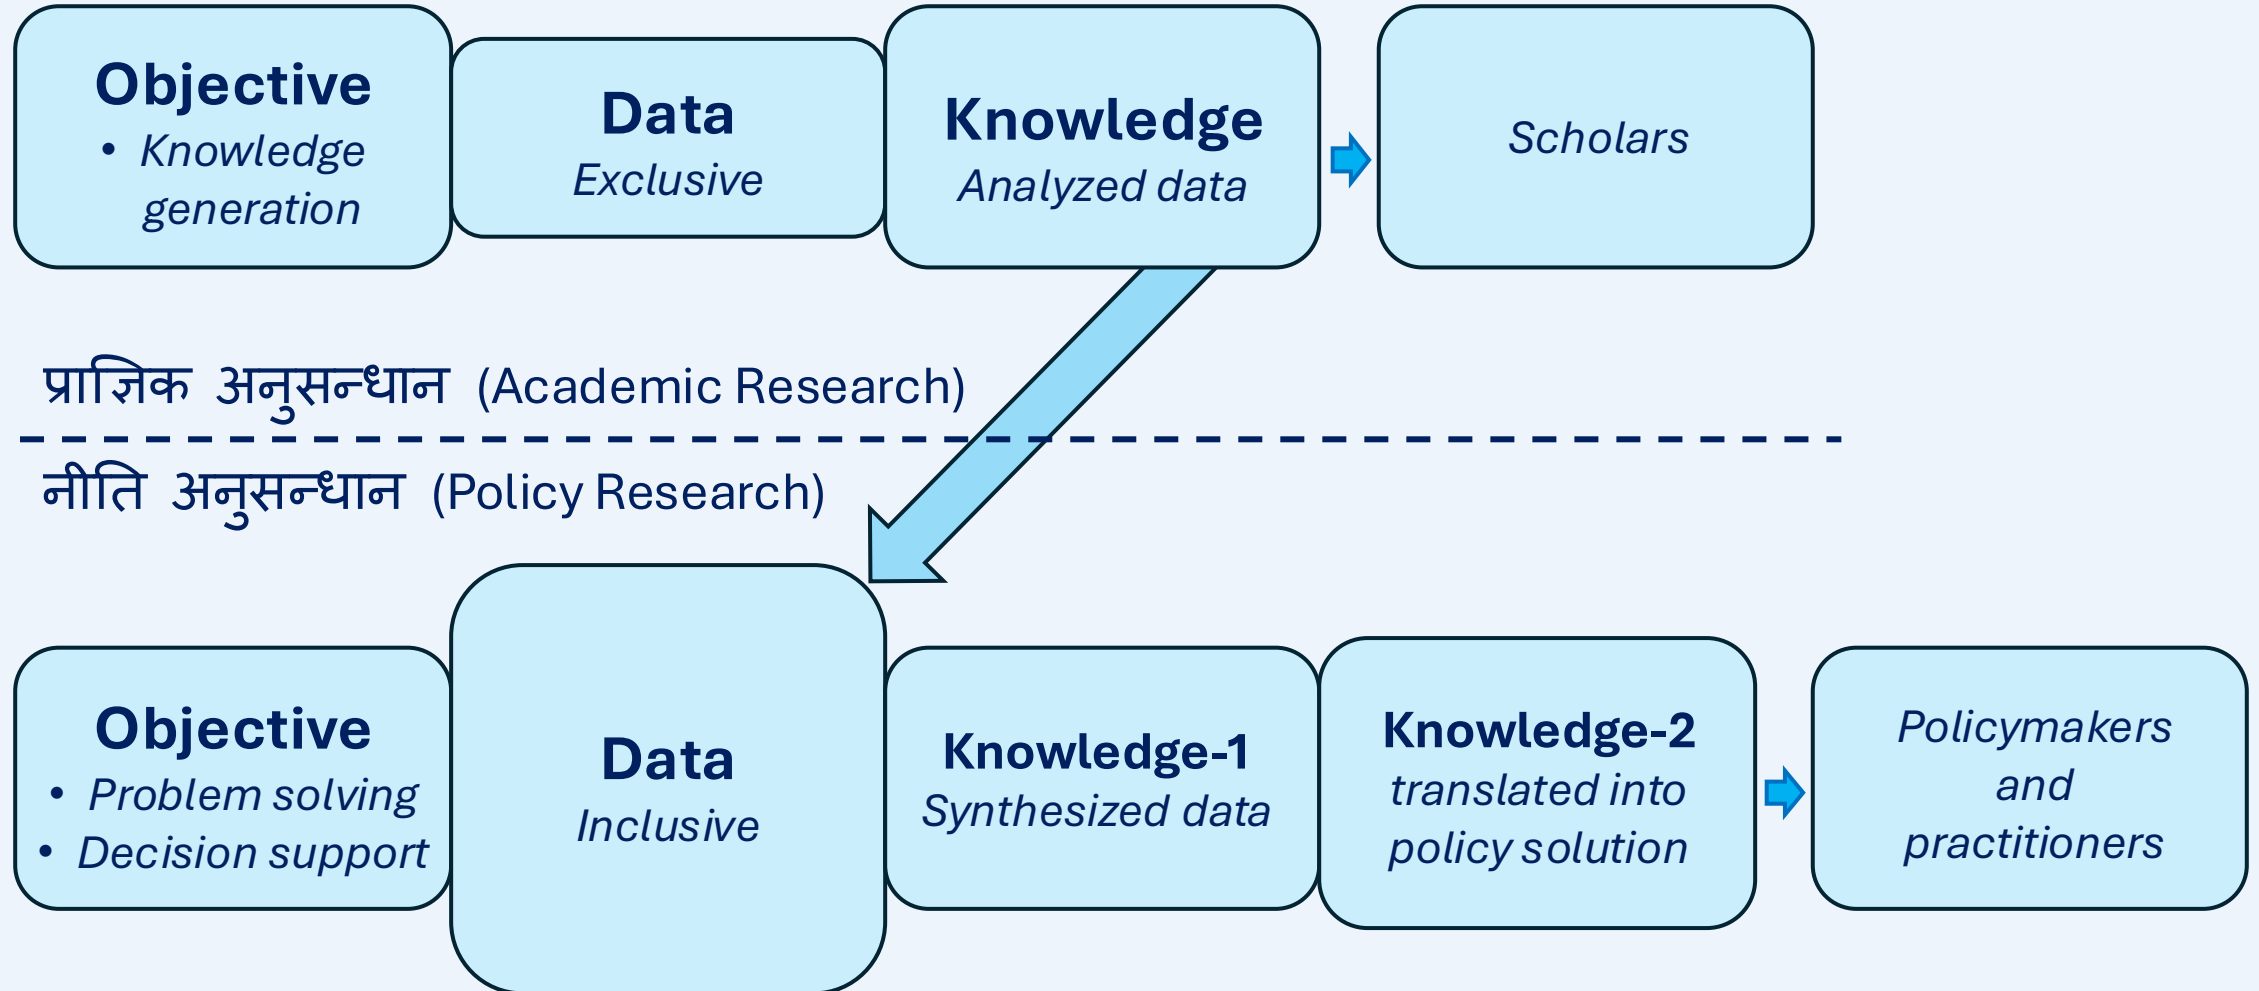 Objective
• Knowledge
generation
Data
Exclusive
Knowledge
Analyzed data
Scholars
प्राज्ञिक अनुसन्धान (Academic Research)
नीति अनुसन्धान (Policy Research)
Objective
• Problem solving
• Decision support
Data
Inclusive
Knowledge-1
Synthesized data
Knowledge-2
translated into
policy solution
Policymakers
and
practitioners